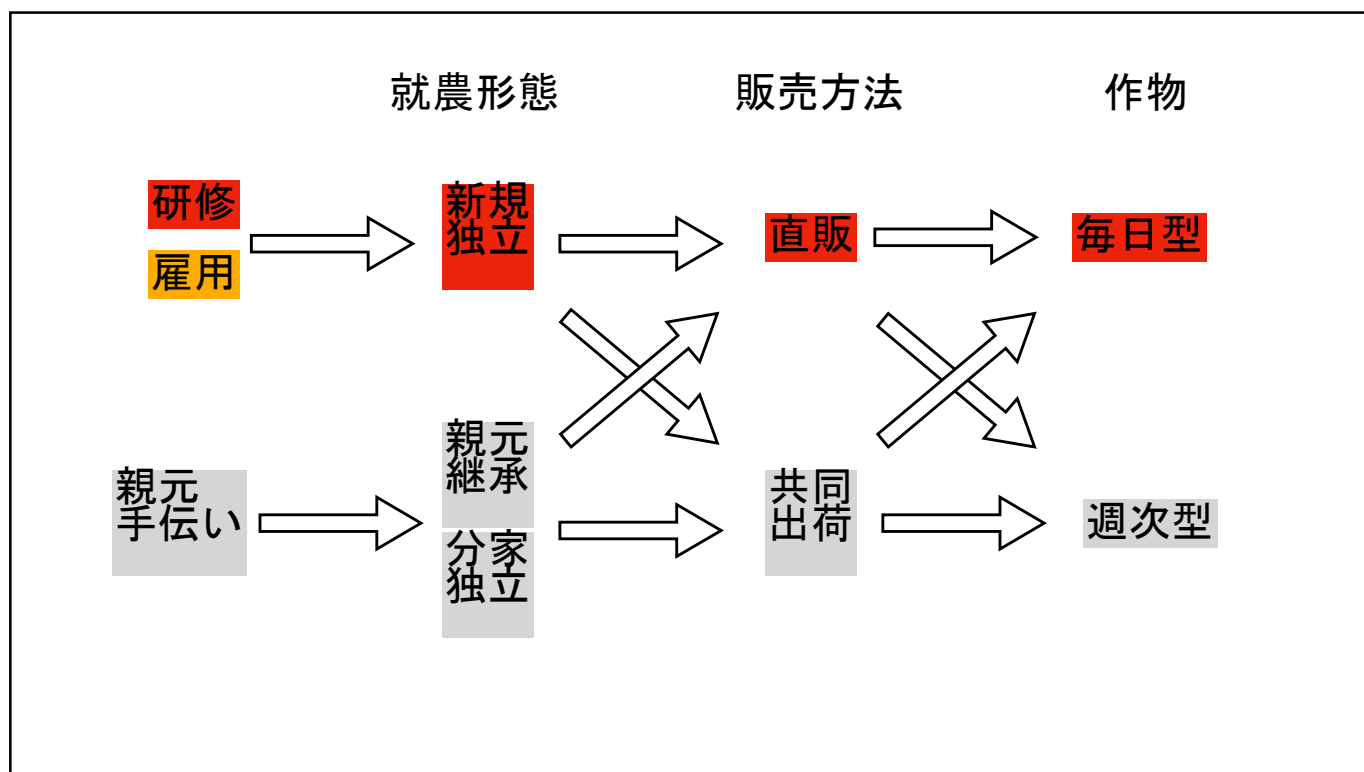 就農形態
販売方法
作物
研修
雇用
新規
独立
直販
毎日型
親元
手伝い
親元
継承
分家
独立
共同
出荷
週次型